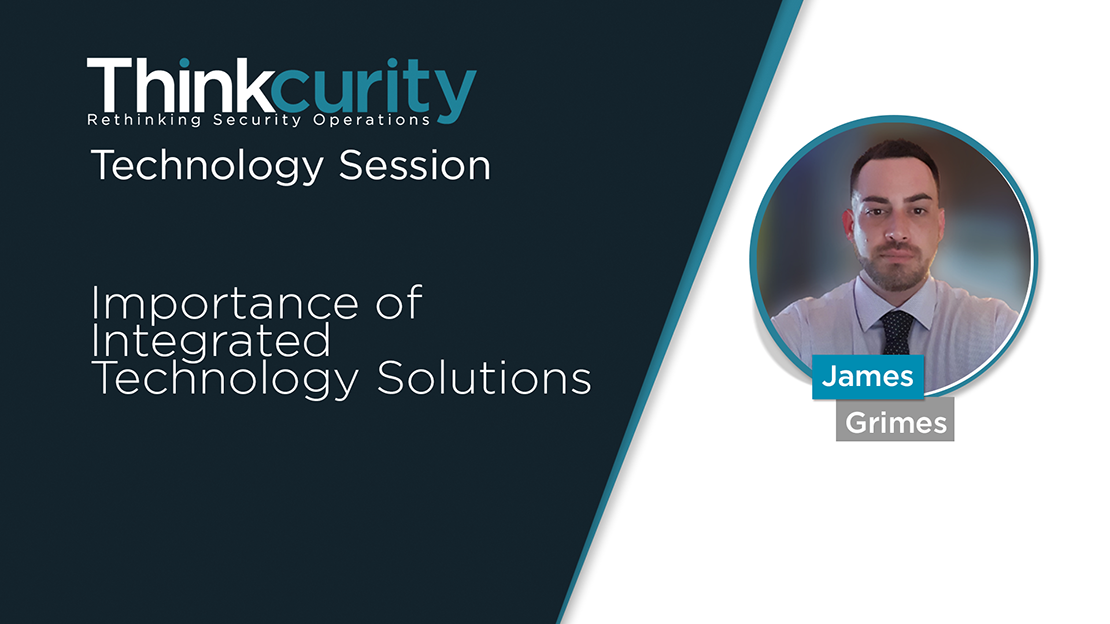 Thinkcurity
Rethinking Security Operations
Technology Session
Importance of
Integrated
Technology Solutions
James
Grimes